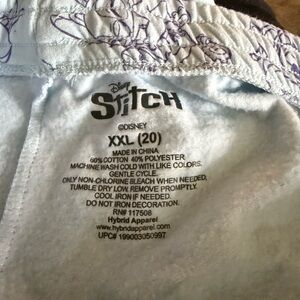 Disney
Stitch
©DISNEY
XXL (20)
MADE IN CHINA
60% COTTON 40% POLYESTER
MACHINE WASH COLD WITH LIKE COLORS.
GENTLE CYCLE.
ONLY NON-CHLORINE BLEACH WHEN NEEDED.
TUMBLE DRY LOW. REMOVE PROMPTLY.
COOL IRON IF NEEDED.
DO NOT IRON DECORATION.
RN# 117508
Hybrid Apparel
www.hybridapparel.com
UPC# 199003050997